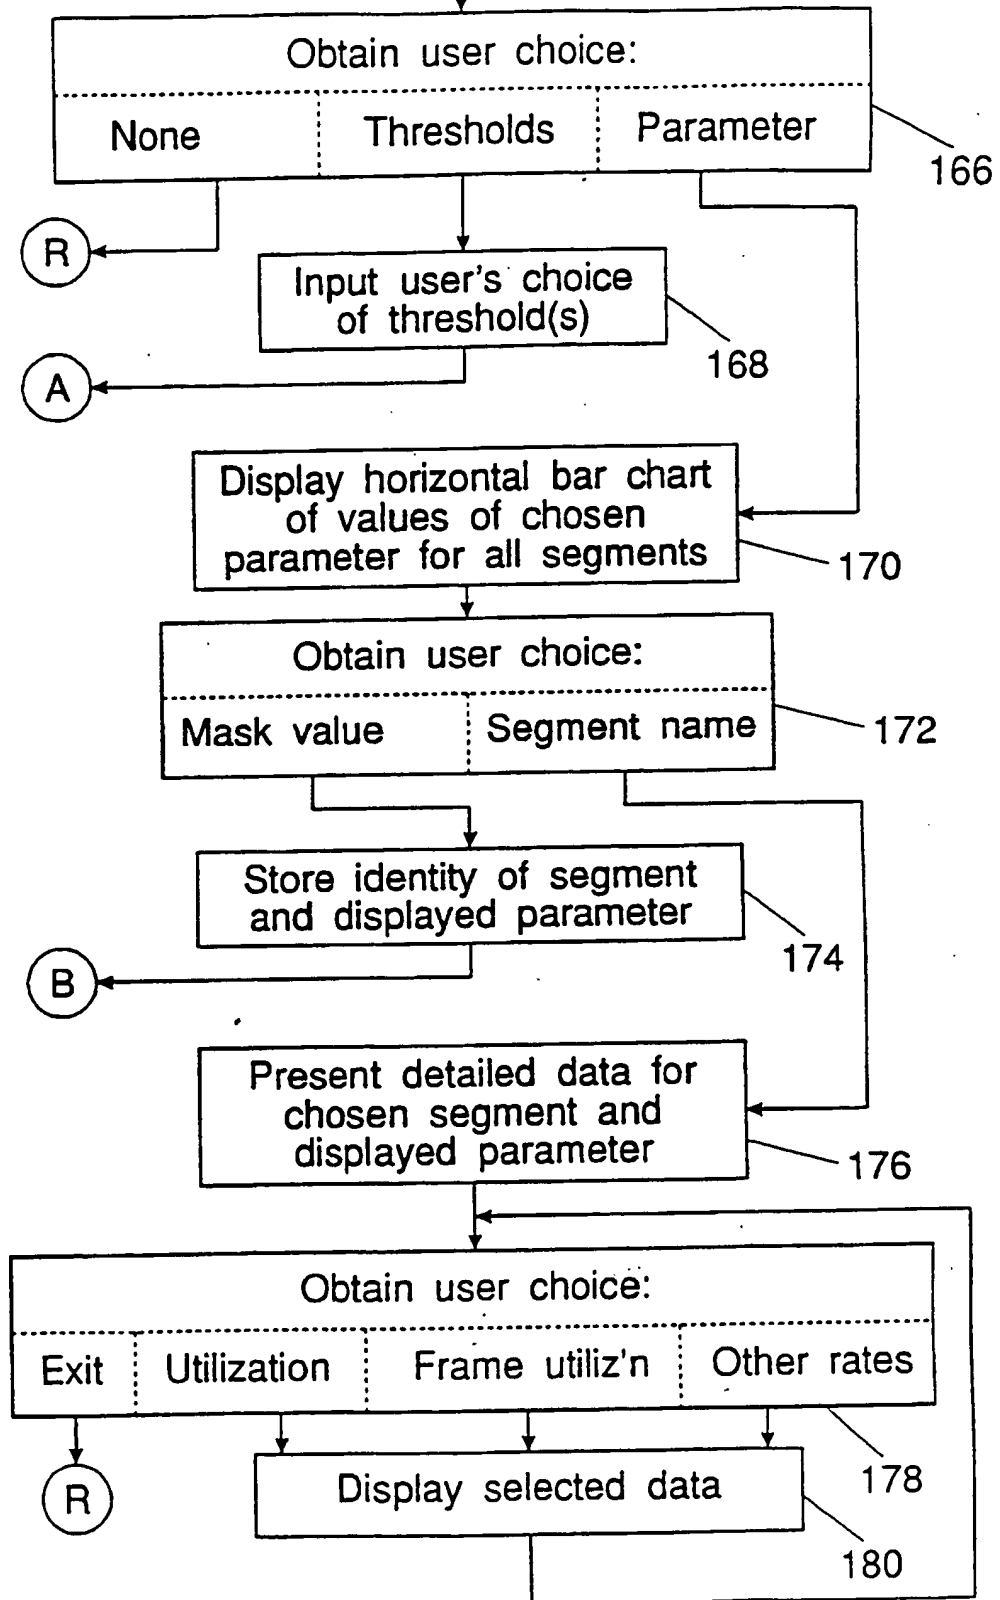 Obtain user choice:
None Thresholds Parameter
166
R
Input user's choice
of threshold(s)
168
A
Display horizontal bar chart
of values of chosen
parameter for all segments
170
Obtain user choice:
Mask value Segment name
172
Store identity of segment
and displayed parameter
174
B
Present detailed data for
chosen segment and
displayed parameter
176
Obtain user choice:
Exit Utilization Frame utiliz'n Other rates
178
R
Display selected data
180